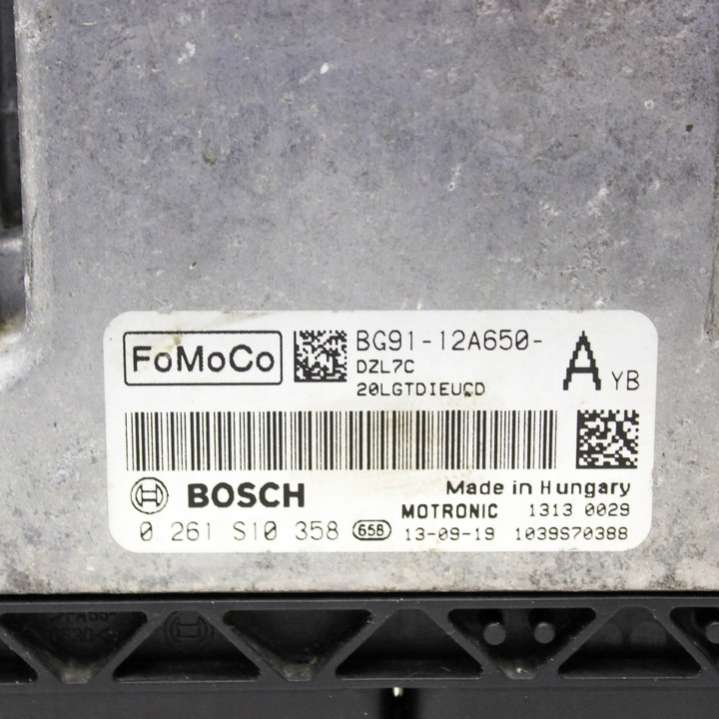 FoMoCo
BG91-12A650-
A YB
DZL7C
20LGTDIEUCD
BOSCH
Made in Hungary
MOTRONIC 1313 0029
0 261 S10 358 658 13-09-19 1039S70388